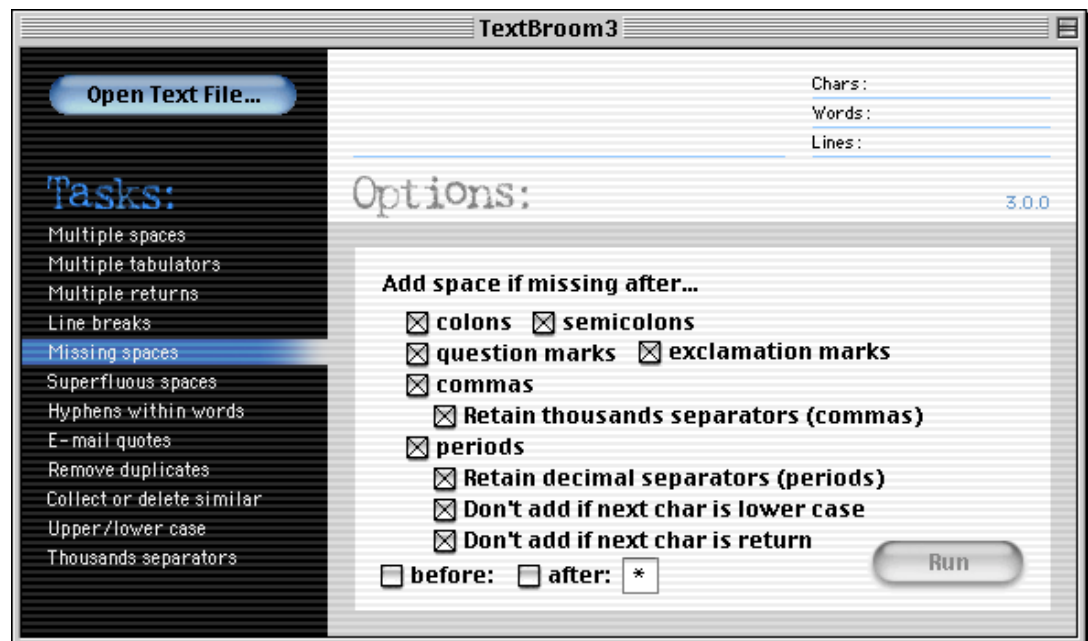 TextBroom3
Open Text File...
Chars:
Words:
Lines:
Tasks:
Multiple spaces
Multiple tabulators
Multiple returns
Line breaks
Missing spaces
Superfluous spaces
Hyphens within words
E-mail quotes
Remove duplicates
Collect or delete similar
Upper/lower case
Thousands separators
Options:
3.0.0
Add space if missing after...
colons semicolons
question marks exclamation marks
commas
Retain thousands separators (commas)
periods
Retain decimal separators (periods)
Don't add if next char is lower case
Don't add if next char is return
before: after: *
Run